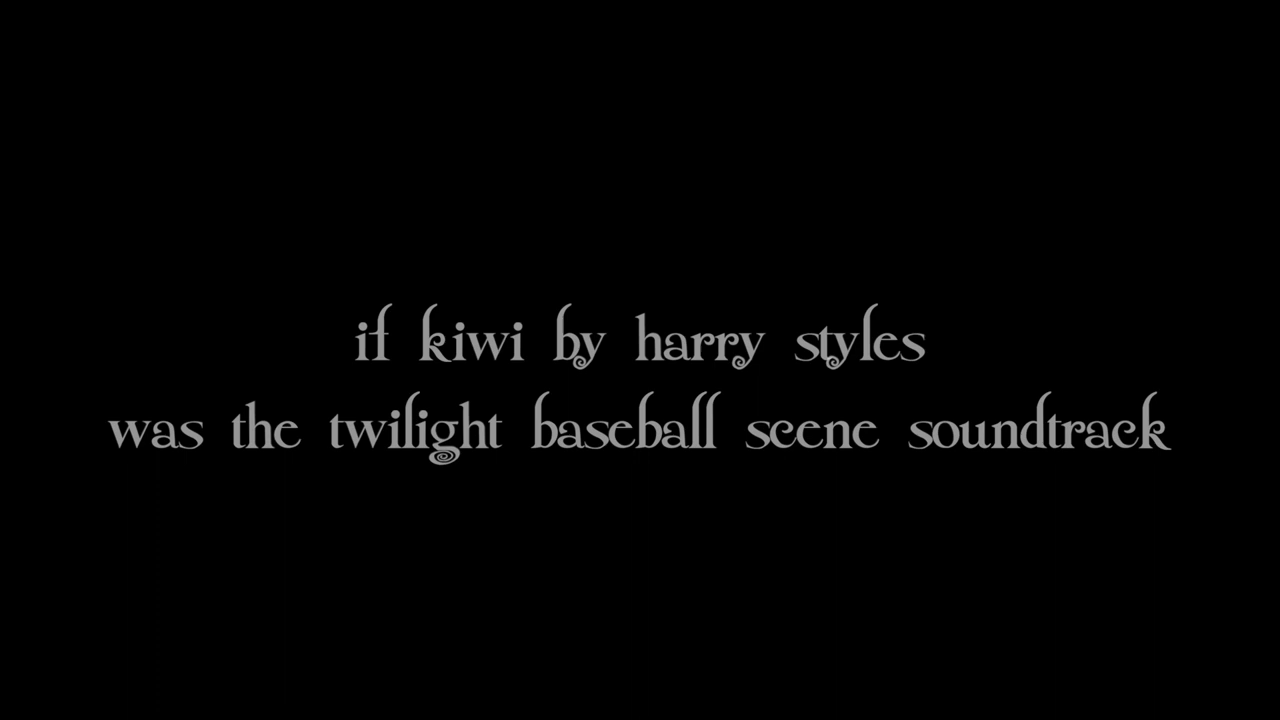 if kiwi by harry styles
was the twilight baseball scene soundtrack